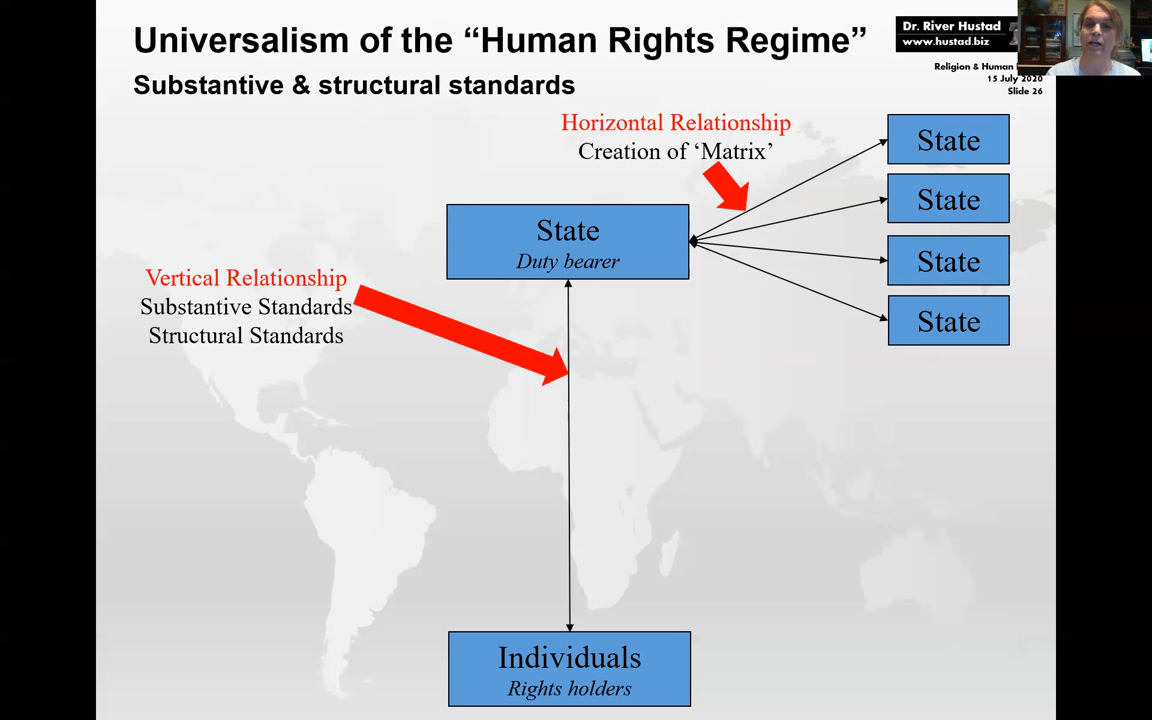 Universalism of the “Human Rights Regime”
Substantive & structural standards
Dr. River Hustad
www.hustad.biz
Religion & Human
15 July 2020
Slide 26
Horizontal Relationship
Creation of ‘Matrix’
State
State
State
State
State
Duty bearer
Vertical Relationship
Substantive Standards
Structural Standards
Individuals
Rights holders